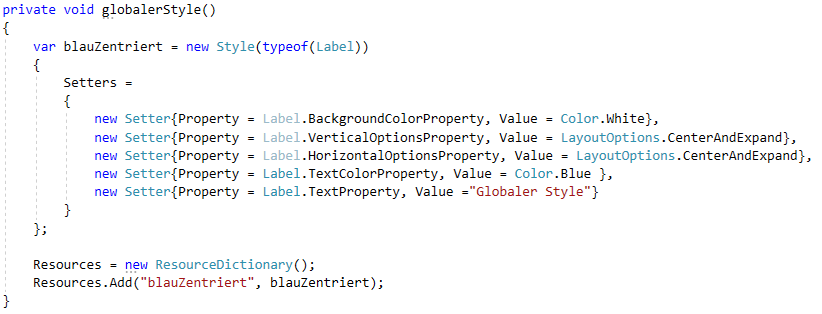 private void globalerStyle()
{
    var blauZentriert = new Style(typeof(Label))
    {
        Setters =
        {
            new Setter{Property = Label.BackgroundColorProperty, Value = Color.White},
            new Setter{Property = Label.VerticalOptionsProperty, Value = LayoutOptions.CenterAndExpand},
            new Setter{Property = Label.HorizontalOptionsProperty, Value = LayoutOptions.CenterAndExpand},
            new Setter{Property = Label.TextColorProperty, Value = Color.Blue },
            new Setter{Property = Label.TextProperty, Value ="Globaler Style"}
        }
    };

    Resources = new ResourceDictionary();
    Resources.Add("blauZentriert", blauZentriert);
}